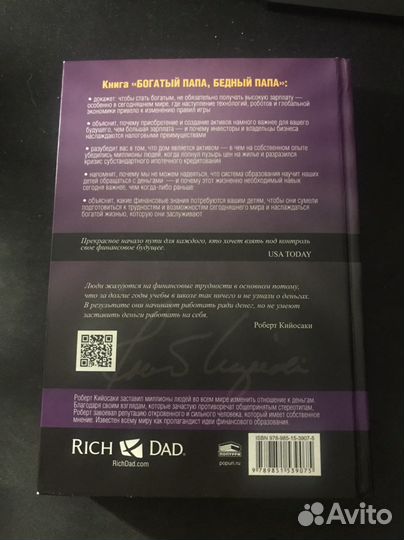 Книга «БОГАТЫЙ ПАПА, БЕДНЫЙ ПАПА»:
• докажет: чтобы стать богатым, не обязательно получать высокую зарплату —
особенно в сегодняшнем мире, где наступление технологий, роботов и глобальной
экономики привело к изменению правил игры
• объяснит, почему приобретение и создание активов намного важнее для вашего
будущего, чем большая зарплата — и почему инвесторы и владельцы бизнеса
наслаждаются налоговыми преимуществами
• разубедит вас в том, что дом является активом — в чем на собственном опыте
убедились миллионы людей, когда лопнул пузырь цен на жилье и разразился
кризис субстандартного ипотечного кредитования
• напомнит, почему мы не можем надеяться, что система образования научит наших
детей обращаться с деньгами — и почему этот жизненно необходимый навык
сегодня важнее, чем когда-либо раньше
• объяснит, какие финансовые знания потребуются вашим детям, чтобы они сумели
подготовиться к трудностям и возможностям сегодняшнего мира и наслаждаться
богатой жизнью, которую они заслуживают
Прекрасное начало пути для каждого, кто хочет взять под контроль
свое финансовое будущее.
USA TODAY
Люди жалуются на финансовые трудности в основном потому,
что за долгие годы учебы в школе так ничего и не узнали о деньгах.
В результате они начинают работать ради денег, но не умеют
заставить деньги работать на себя.
Роберт Кийосаки
Роберт Кийосаки заставил миллионы людей во всем мире изменить отношение к деньгам.
Благодаря своим взглядам, которые зачастую противоречат общепринятым стереотипам,
Роберт завоевал репутацию откровенного и сильного человека, который имеет собственное
мнение. Известен всему миру как пропагандист идеи финансового образования.
RICH DAD.
RichDad.com
ПОПУРРИ
popuri.ru
ISBN 978-985-15-3907-5
9789851539075
Avito